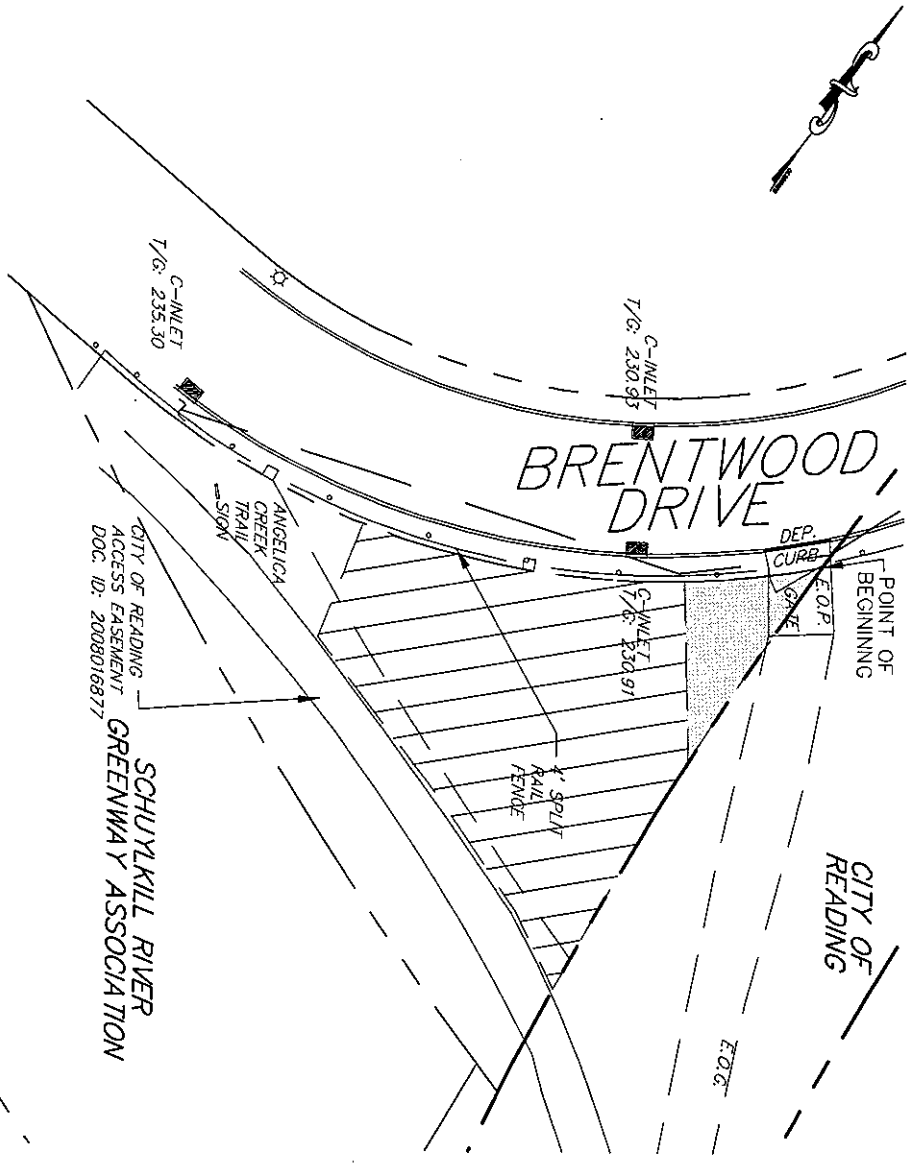 C-INLET
T/G: 235.30
C-INLET
T/G: 230.93
BRENTWOOD
DRIVE
DEP.
CURB
E.O.P.
GATE
POINT OF
BEGININNG
ANGELICA
CREEK
TRAIL
SIGN
C-INLET
T/G: 230.91
4' SPLIT
RAIL
FENCE
CITY OF
READING
E.O.G.
CITY OF READING
ACCESS EASEMENT
DOC. ID: 2008016877
SCHUYLKILL RIVER
GREENWAY ASSOCIATION